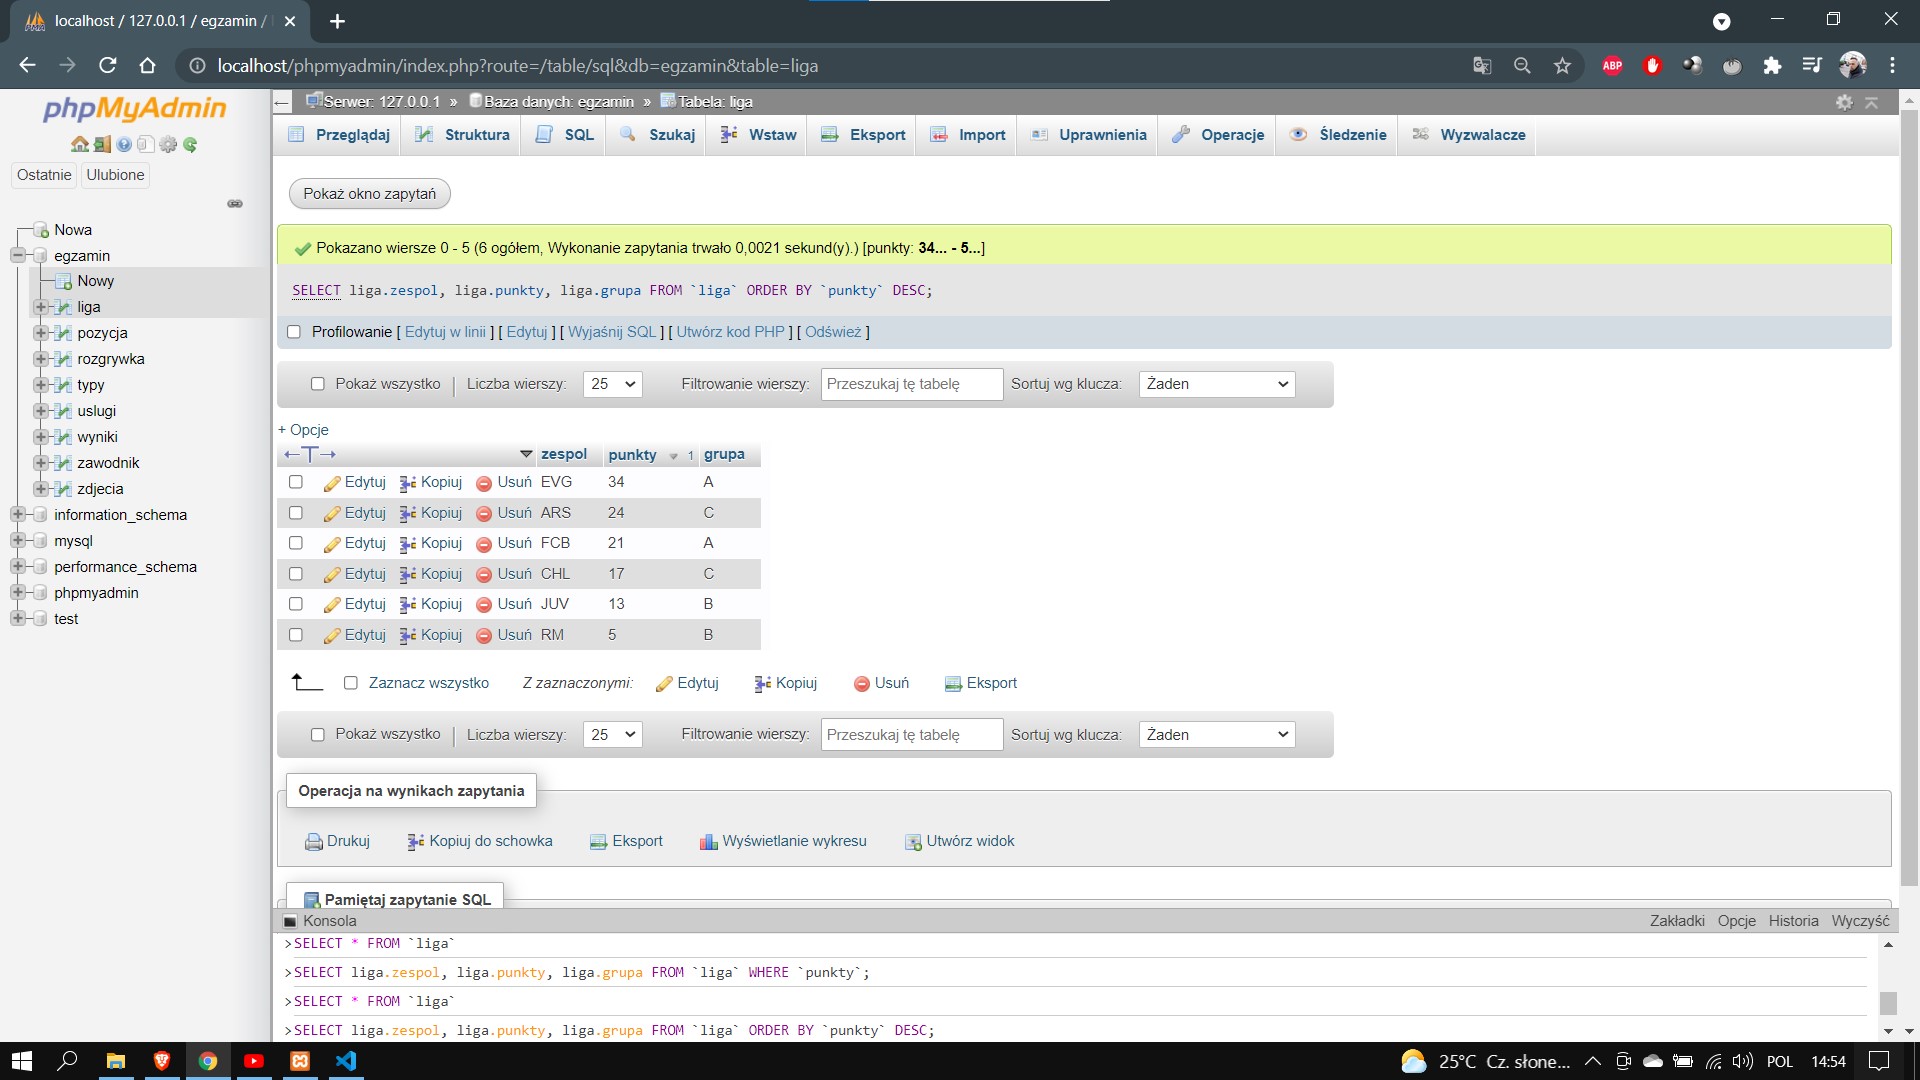 localhost / 127.0.0.1 / egzamin /
localhost/phpmyadmin/index.php?route=/table/sql&db=egzamin&table=liga
ABP
phpMyAdmin
Ostatnie Ulubione
Nowa
egzamin
Nowy
liga
pozycja
rozgrywka
typy
uslugi
wyniki
zawodnik
zdjecia
information_schema
mysql
performance_schema
phpmyadmin
test
Serwer: 127.0.0.1 » Baza danych: egzamin » Tabela: liga
Przeglądaj Struktura SQL Szukaj Wstaw Eksport Import Uprawnienia Operacje Śledzenie Wyzwalacze
Pokaż okno zapytań
Pokazano wiersze 0 - 5 (6 ogółem, Wykonanie zapytania trwało 0,0021 sekund(y).) [punkty: 34... - 5...]
SELECT liga.zespol, liga.punkty, liga.grupa FROM `liga` ORDER BY `punkty` DESC;
Profilowanie [ Edytuj w linii ] [ Edytuj ] [ Wyjaśnij SQL ] [ Utwórz kod PHP ] [ Odśwież ]
Pokaż wszystko | Liczba wierszy: 25 Filtrowanie wierszy: Przeszukaj tę tabelę Sortuj wg klucza: Żaden
+ Opcje
←T→ zespol punkty 1 grupa
Edytuj Kopiuj Usuń EVG 34 A
Edytuj Kopiuj Usuń ARS 24 C
Edytuj Kopiuj Usuń FCB 21 A
Edytuj Kopiuj Usuń CHL 17 C
Edytuj Kopiuj Usuń JUV 13 B
Edytuj Kopiuj Usuń RM 5 B
Zaznacz wszystko Z zaznaczonymi: Edytuj Kopiuj Usuń Eksport
Pokaż wszystko | Liczba wierszy: 25 Filtrowanie wierszy: Przeszukaj tę tabelę Sortuj wg klucza: Żaden
Operacja na wynikach zapytania
Drukuj Kopiuj do schowka Eksport Wyświetlanie wykresu Utwórz widok
Pamiętaj zapytanie SQL
Konsola Zakładki Opcje Historia Wyczyść
>SELECT * FROM `liga`
>SELECT liga.zespol, liga.punkty, liga.grupa FROM `liga` WHERE `punkty`;
>SELECT * FROM `liga`
>SELECT liga.zespol, liga.punkty, liga.grupa FROM `liga` ORDER BY `punkty` DESC;
25°C Cz. słone... POL 14:54